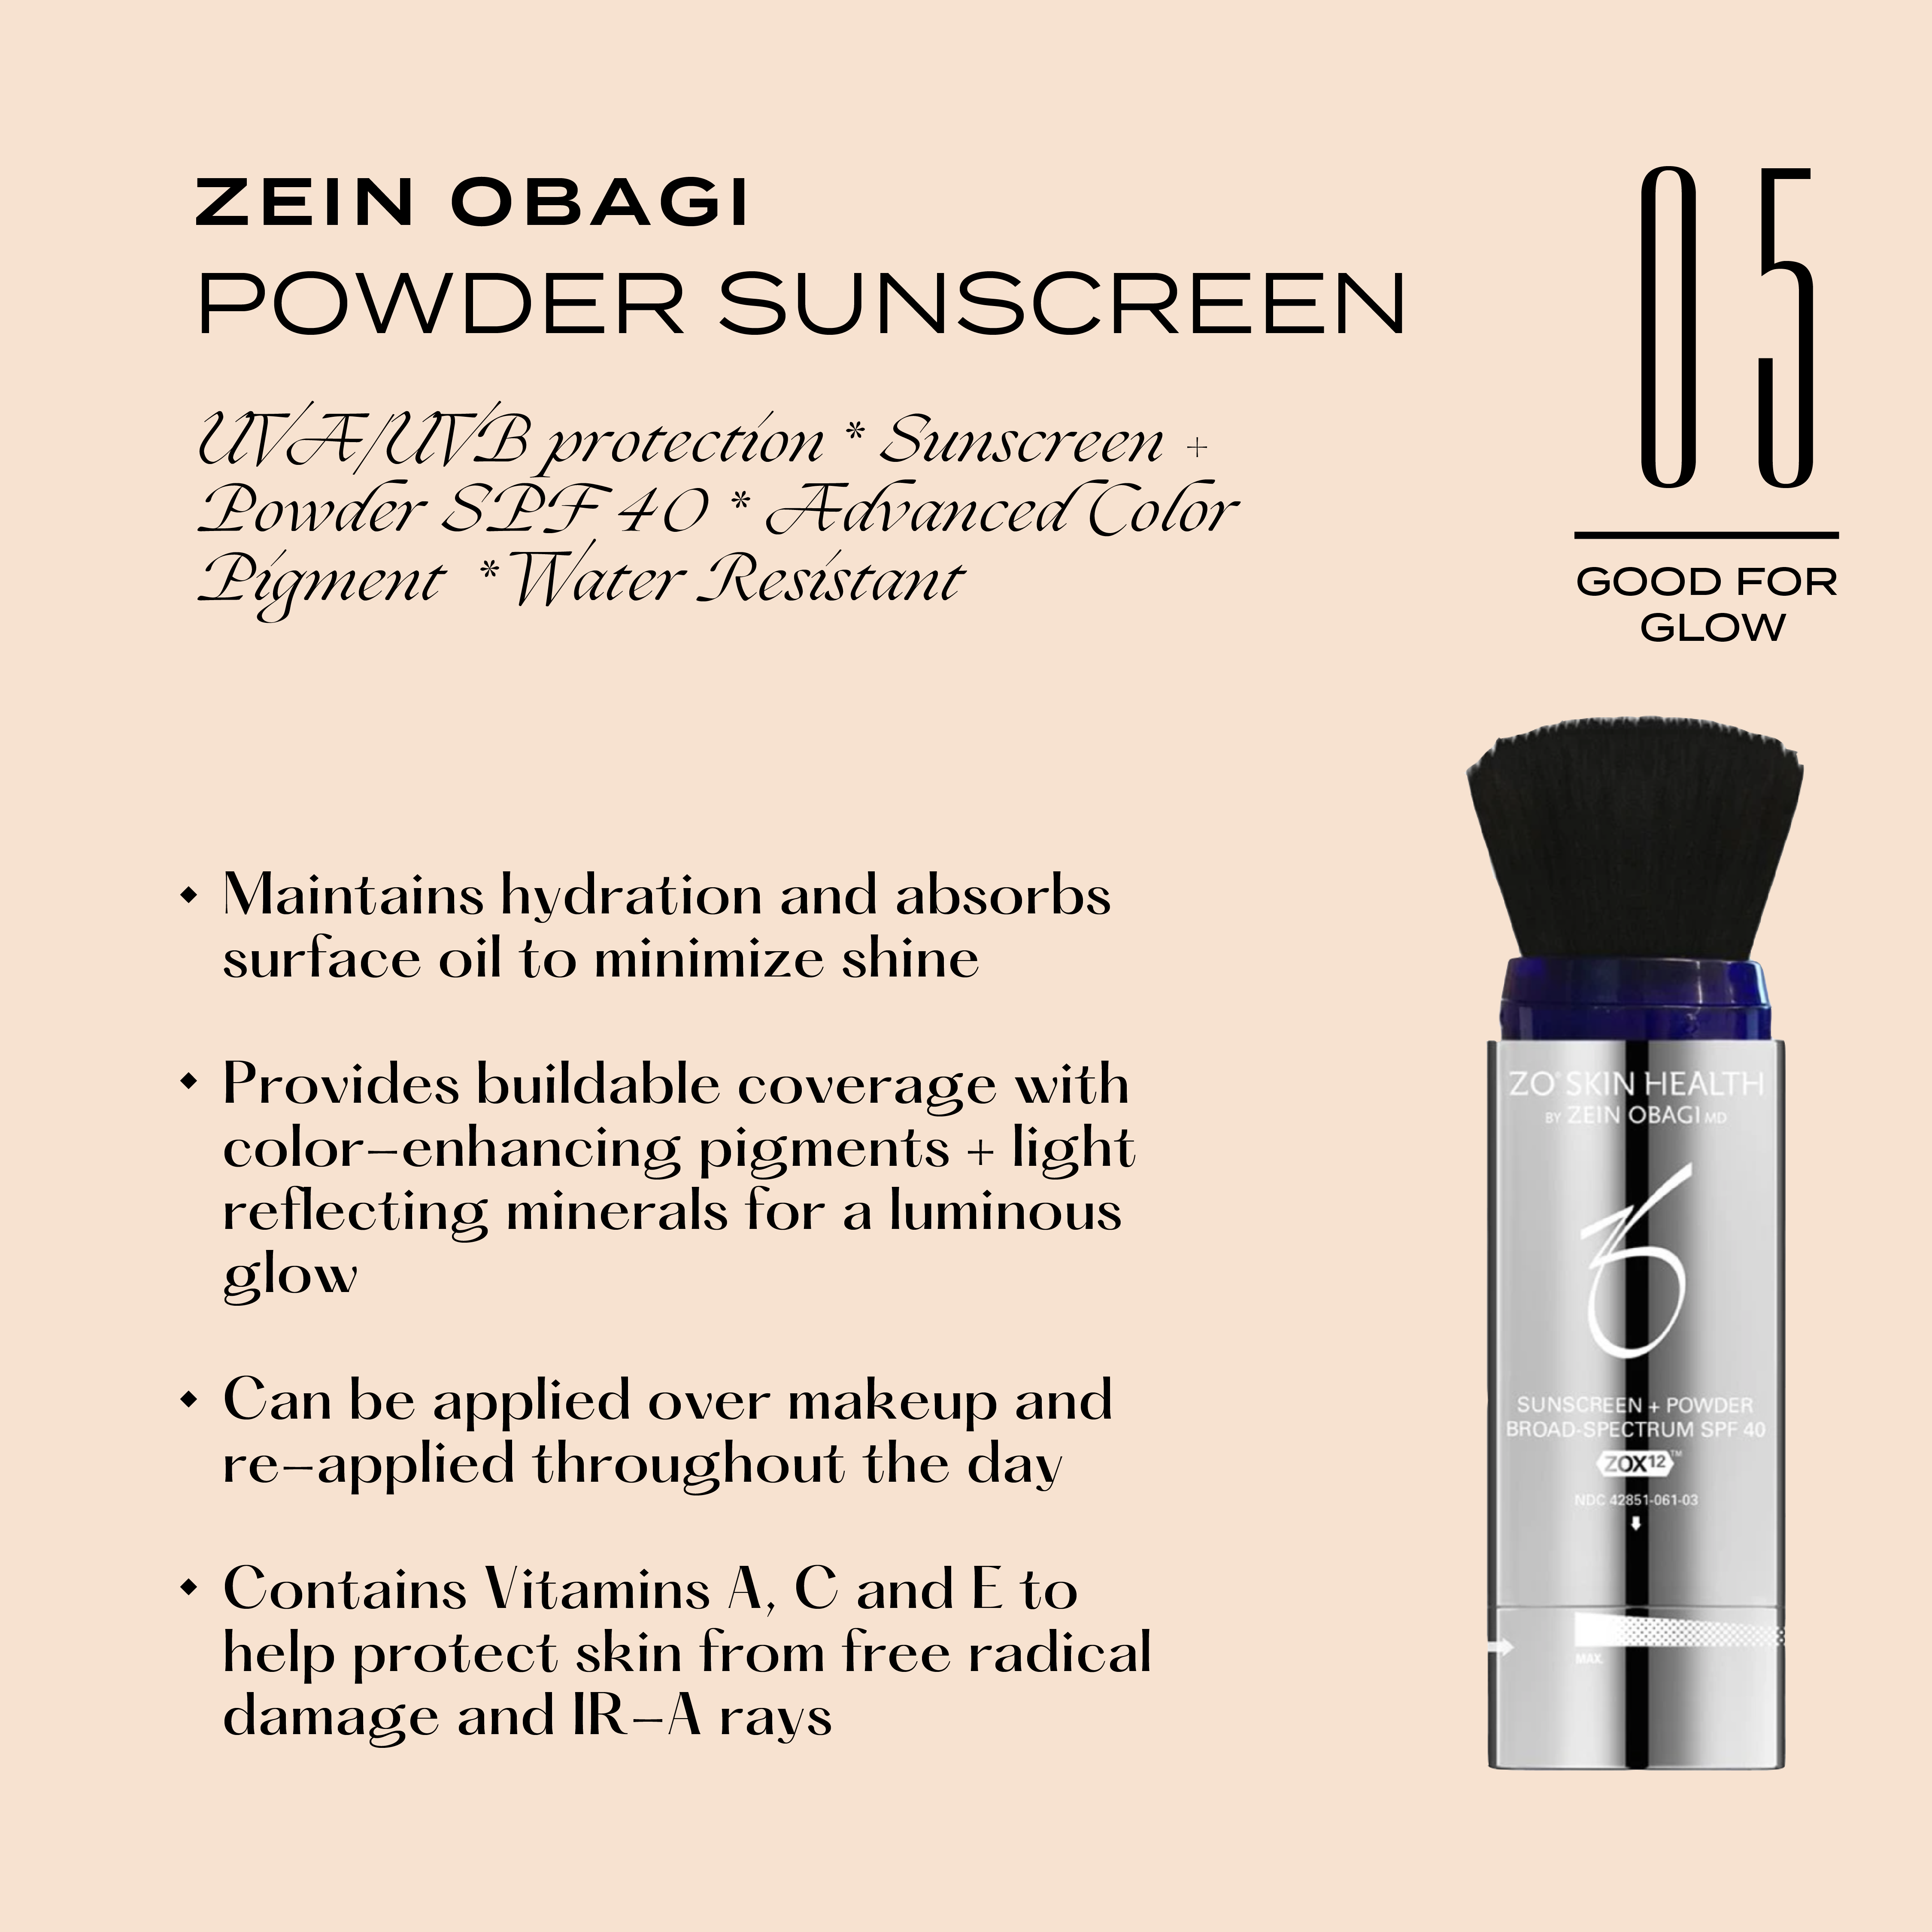 ZEIN OBAGI
POWDER SUNSCREEN
UVA/UVB protection * Sunscreen +
Powder SPF 40 * Advanced Color
Pigment *Water Resistant
05
GOOD FOR
GLOW
◆ Maintains hydration and absorbs
surface oil to minimize shine
◆ Provides buildable coverage with
color-enhancing pigments + light
reflecting minerals for a luminous
glow
◆ Can be applied over makeup and
re-applied throughout the day
◆ Contains Vitamins A, C and E to
help protect skin from free radical
damage and IR-A rays
ZO® SKIN HEALTH
BY ZEIN OBAGI MD
SUNSCREEN + POWDER
BROAD-SPECTRUM SPF 40
ZOX12™
NDC 42851-061-03
MAX.